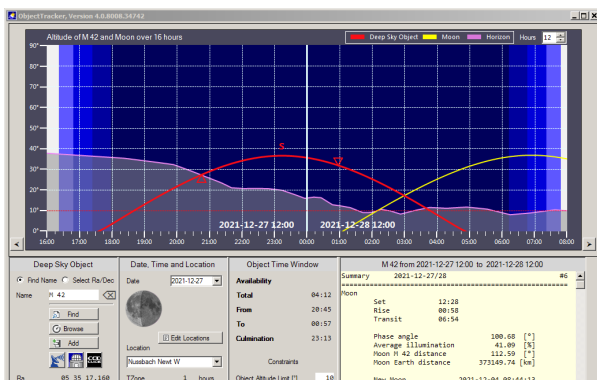 ObjectTracker, Version 4.0.8008.34742
Altitude of M 42 and Moon over 16 hours
Deep Sky Object
Moon
Horizon
Hours 12
90°
80°
70°
60°
50°
40°
30°
20°
10°
0°
S
2021-12-27 12:00
2021-12-28 12:00
16:00 17:00 18:00 19:00 20:00 21:00 22:00 23:00 00:00 01:00 02:00 03:00 04:00 05:00 06:00 07:00 08:00
Deep Sky Object
Find Name
Select Ra/Dec
Name M 42
Find
Browse
Add
Ra 05 35 17.160
Date, Time and Location
Date 2021-12-27
Edit Locations
Location
Nussbach Newt W
TZone 1 hours
Object Time Window
Availability
Total 04:12
From 20:45
To 00:57
Culmination 23:13
Constraints
Object Altitude Limit [°] 10
M 42 from 2021-12-27 12:00 to 2021-12-28 12:00
Summary 2021-12-27/28 #6
Moon
Set 12:28
Rise 00:58
Transit 06:54
Phase angle 100.68 [°]
Average illumination 41.09 [%]
Moon M 42 distance 112.59 [°]
Moon Earth distance 373149.74 [km]
New Moon 2021-12-04 08:44:13